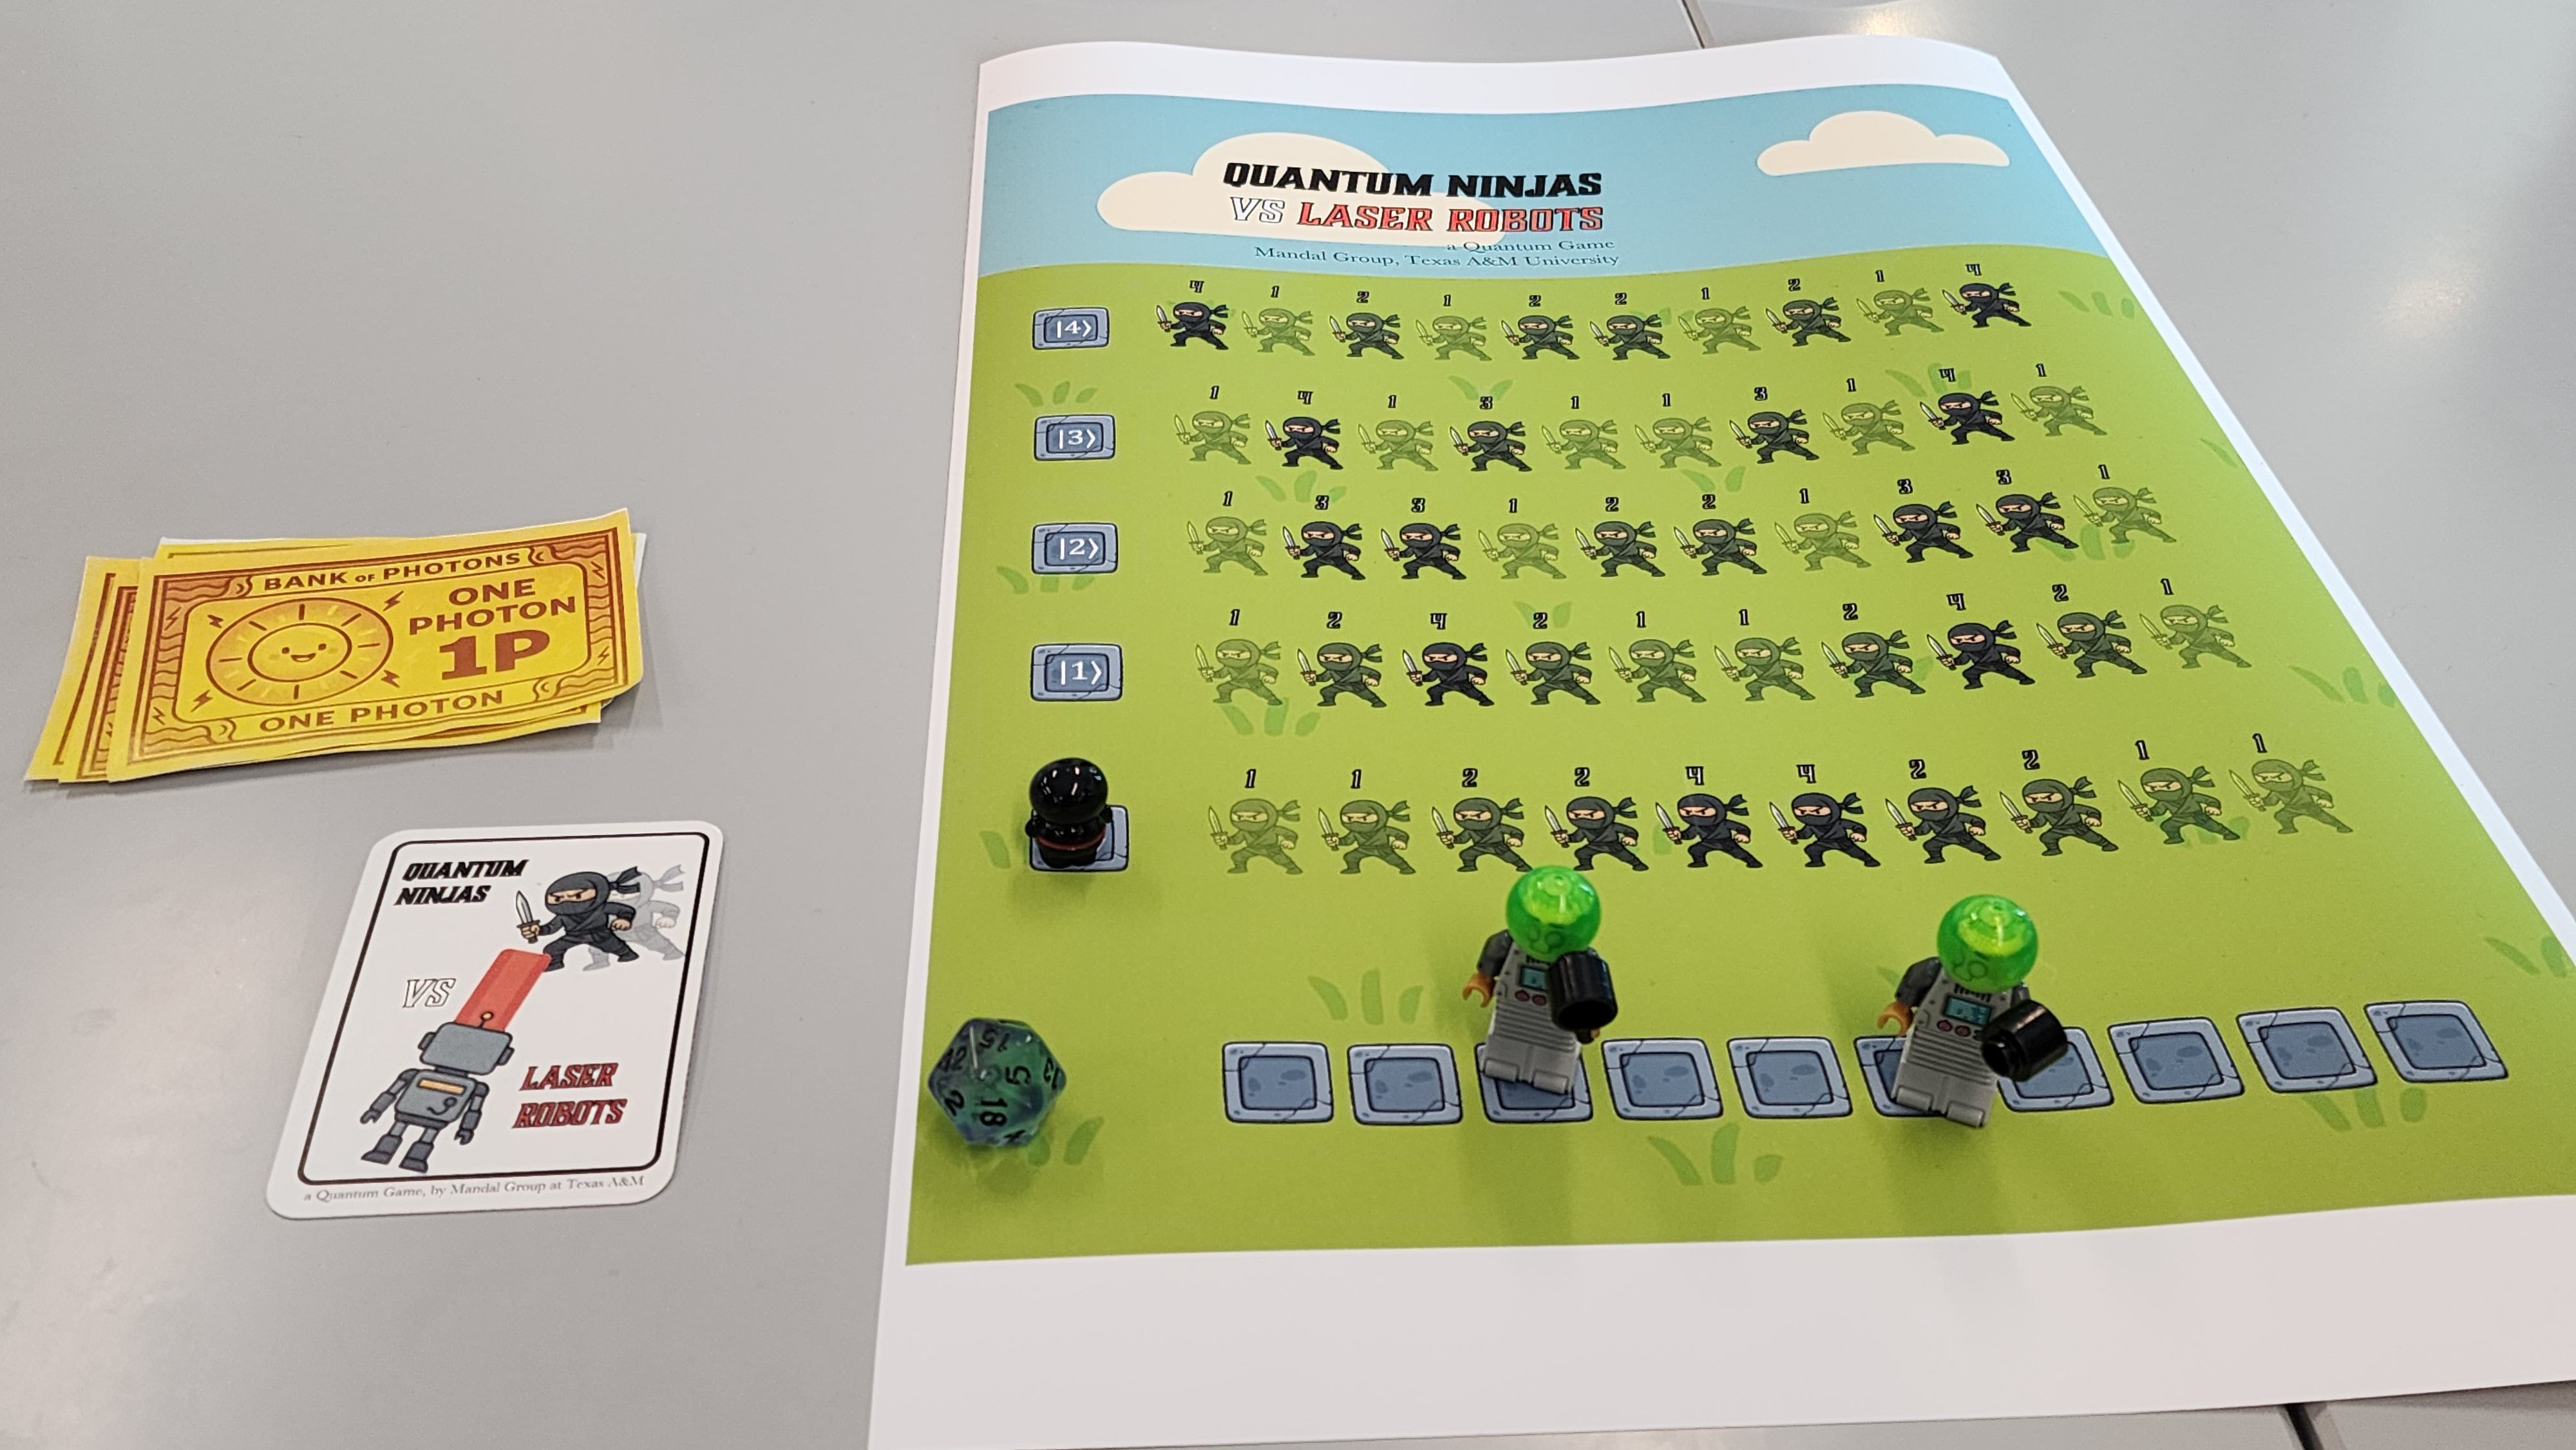 BANK OF PHOTONS
ONE
PHOTON
1P
ONE PHOTON
QUANTUM
NINJAS
VS
LASER
ROBOTS
a Quantum Game, by Mandal Group at Texas A&M
QUANTUM NINJAS
VS LASER ROBOTS
a Quantum Game
Mandal Group, Texas A&M University
|4⟩ 4 1 2 1 2 2 1 2 1 4
|3⟩ 1 4 1 3 1 1 3 1 4 1
|2⟩ 1 3 3 1 2 2 1 3 3 1
|1⟩ 1 2 4 2 1 1 2 4 2 1
1 1 2 2 4 4 2 2 1 1
15
5
18
2